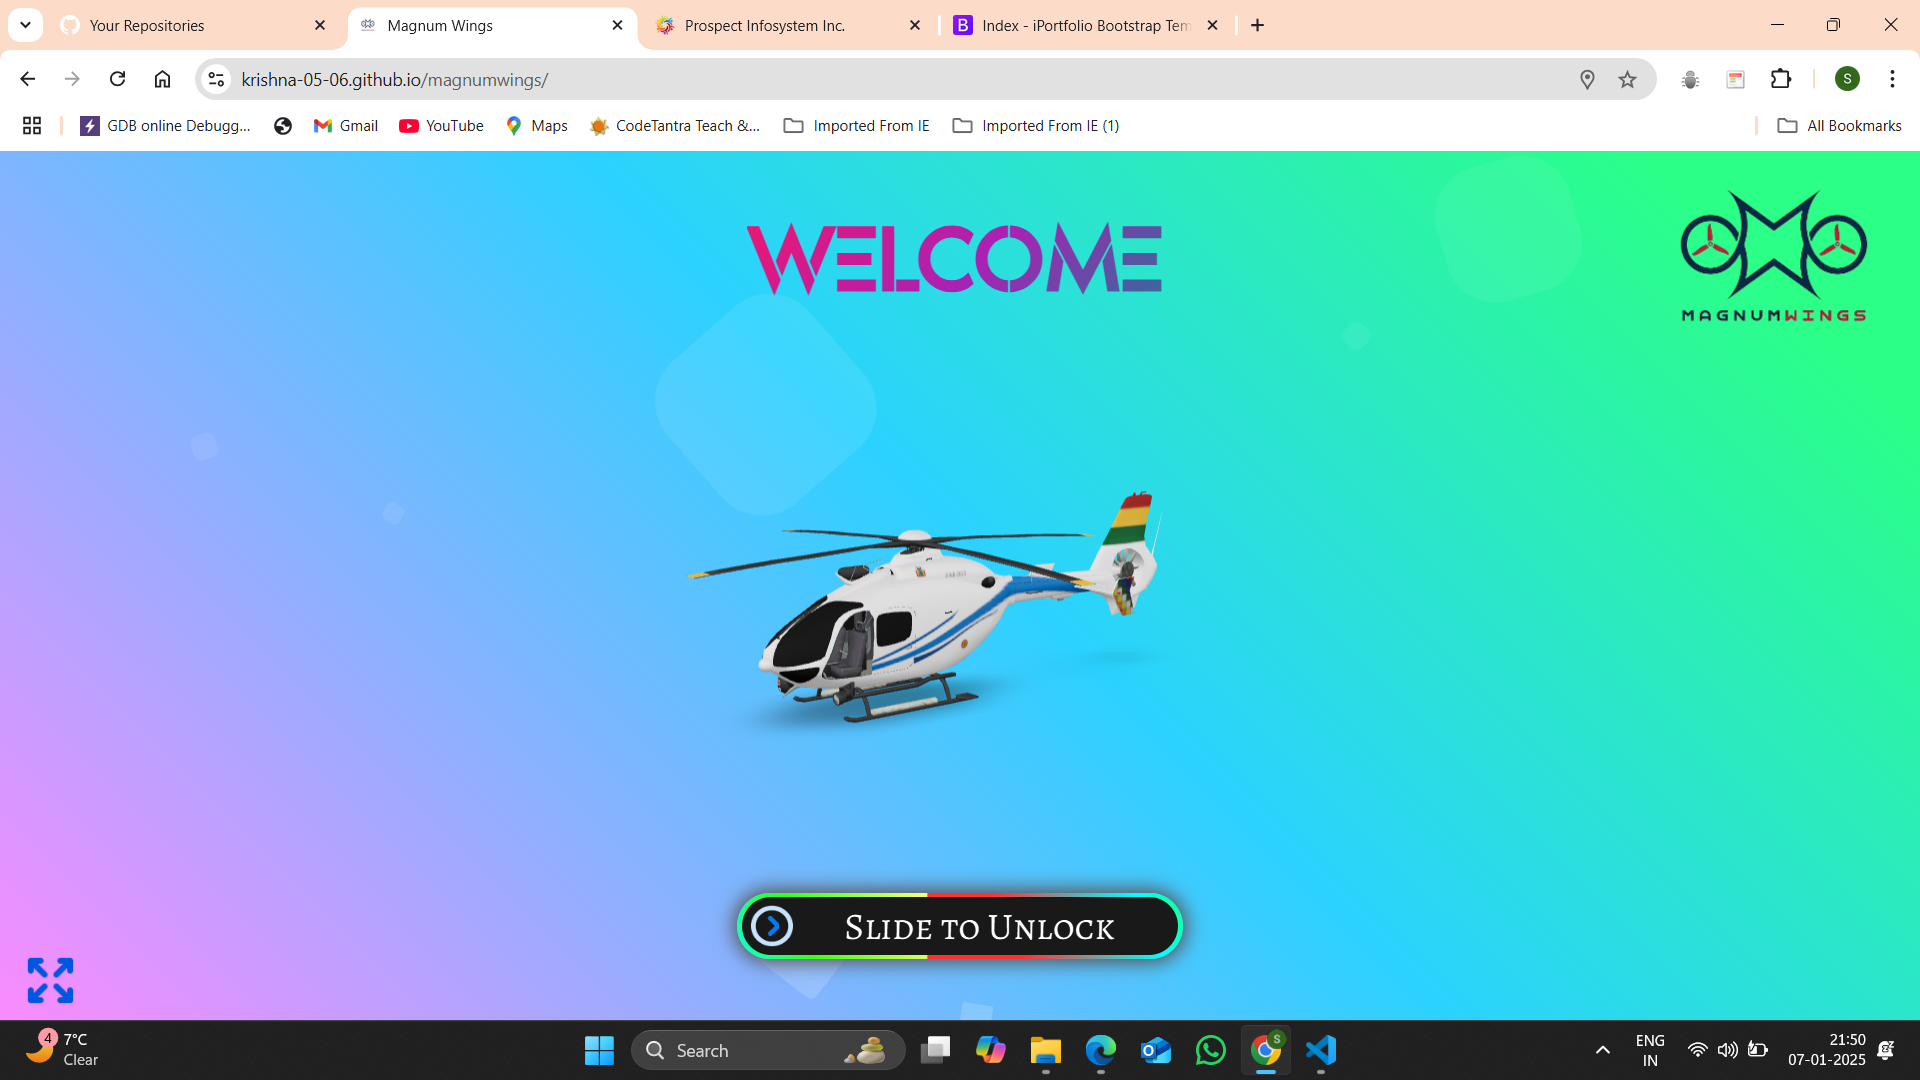 Your Repositories
Magnum Wings
Prospect Infosystem Inc.
B
Index - iPortfolio Bootstrap Tem
krishna-05-06.github.io/magnumwings/
S
GDB online Debugg...
Gmail
YouTube
Maps
CodeTantra Teach &...
Imported From IE
Imported From IE (1)
All Bookmarks
WELCOME
MAGNUMWINGS
Slide to Unlock
4
7°C
Clear
Search
S
ENG
IN
21:50
07-01-2025